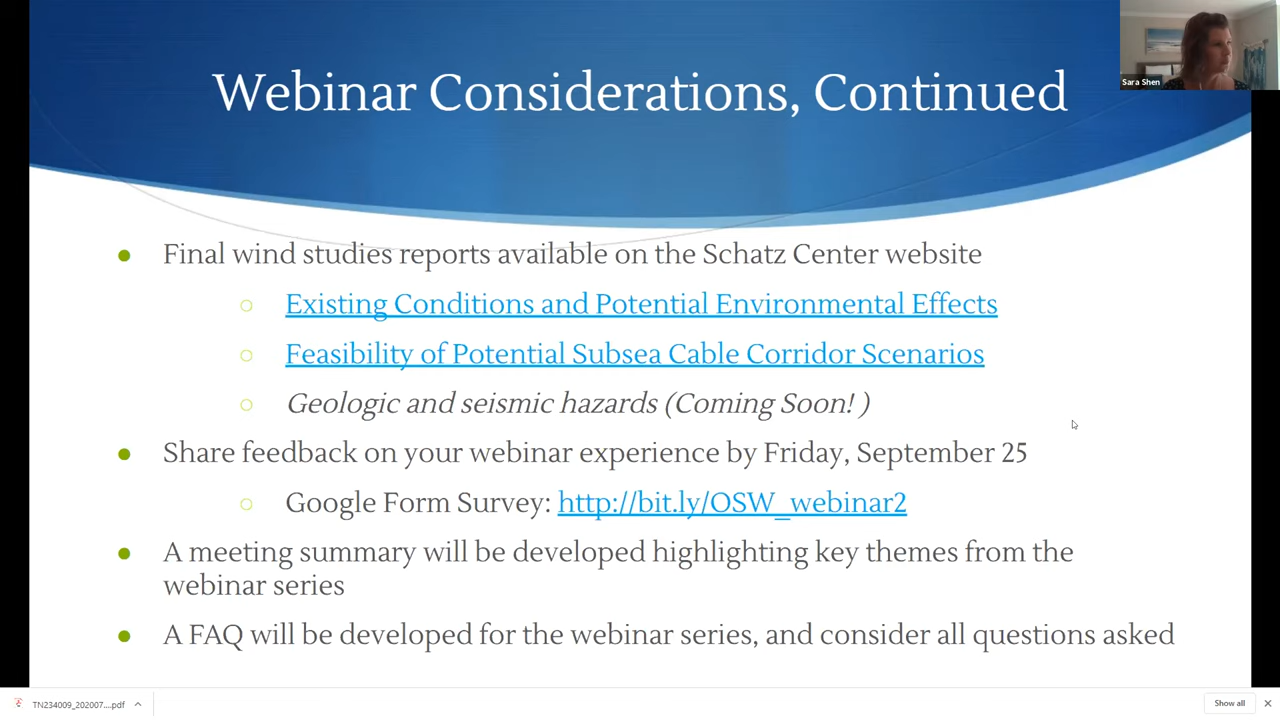 Webinar Considerations, Continued
Sara Shen
Final wind studies reports available on the Schatz Center website
Existing Conditions and Potential Environmental Effects
Feasibility of Potential Subsea Cable Corridor Scenarios
Geologic and seismic hazards (Coming Soon! )
Share feedback on your webinar experience by Friday, September 25
Google Form Survey: http://bit.ly/OSW_webinar2
A meeting summary will be developed highlighting key themes from the
webinar series
A FAQ will be developed for the webinar series, and consider all questions asked
TN234009_202007....pdf
Show all